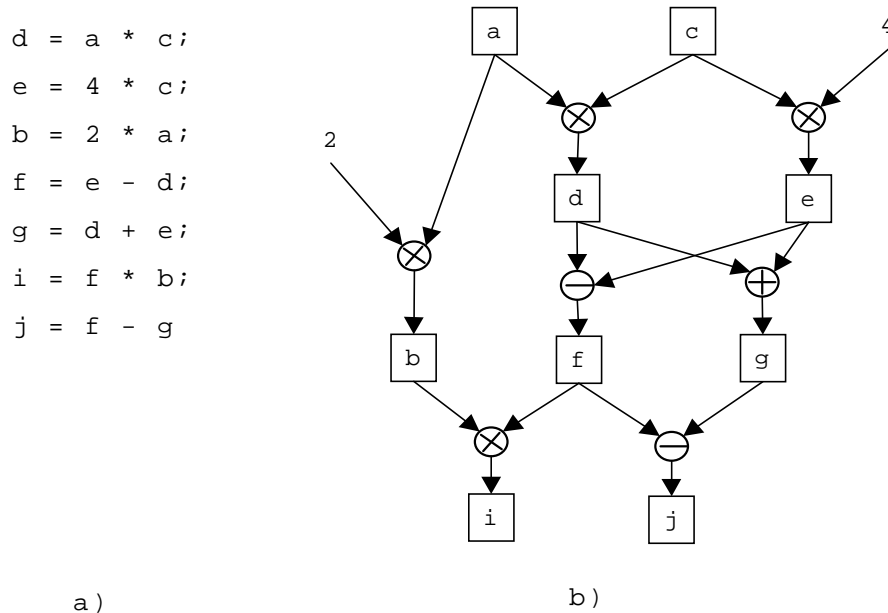 d = a * c;
e = 4 * c;
b = 2 * a;
f = e - d;
g = d + e;
i = f * b;
j = f - g
a)
a
c
4
2
d
e
b
f
g
i
j
b)